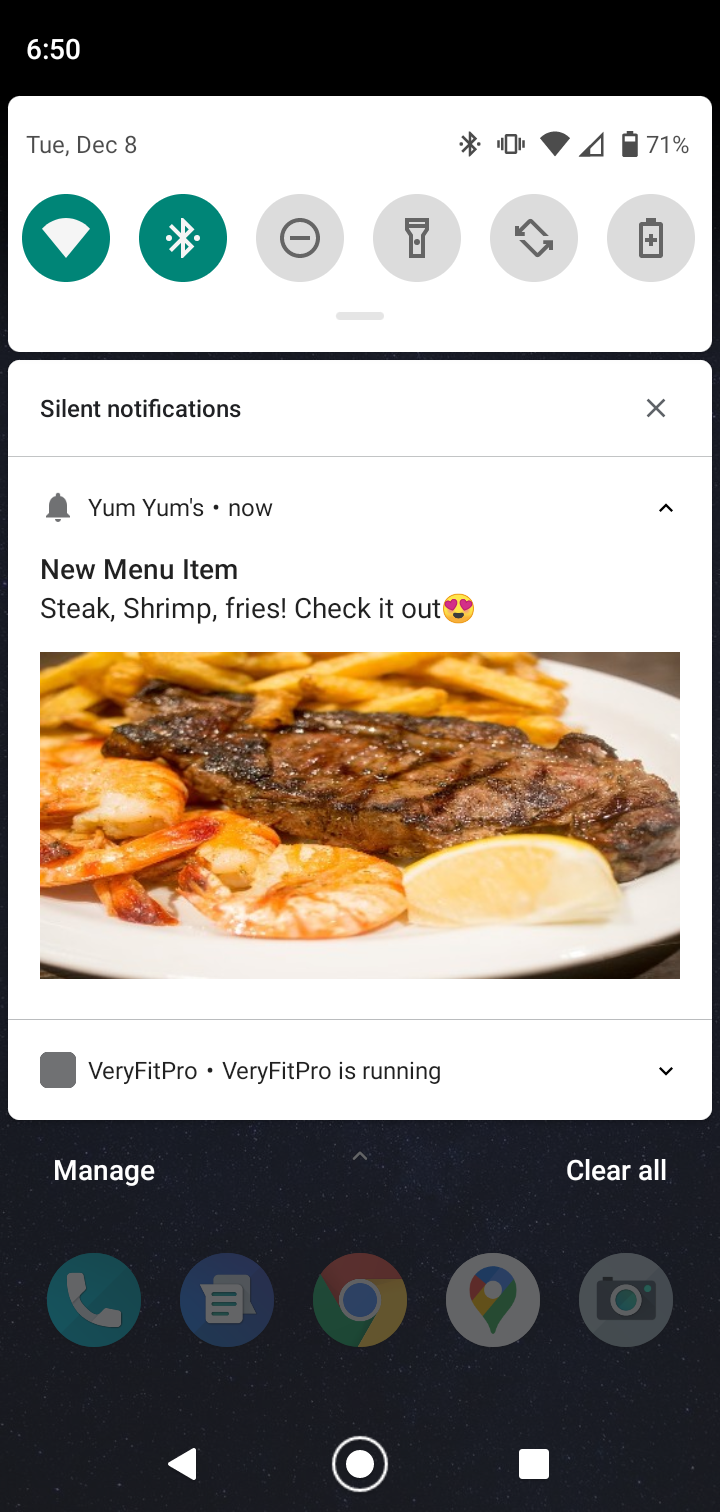 6:50
Tue, Dec 8
71%
Silent notifications
Yum Yum's • now
New Menu Item
Steak, Shrimp, fries! Check it out😍
VeryFitPro • VeryFitPro is running
Manage
Clear all